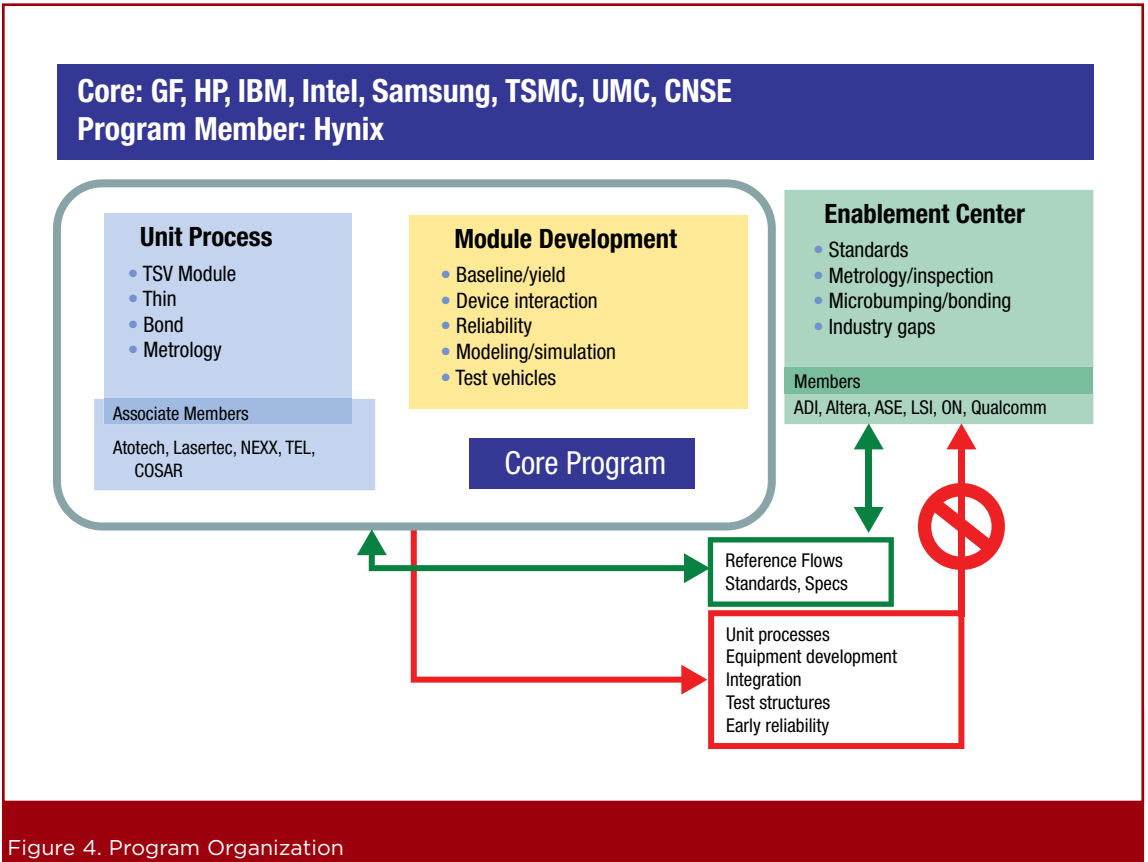 Core: GF, HP, IBM, Intel, Samsung, TSMC, UMC, CNSE
Program Member: Hynix
Unit Process
• TSV Module
• Thin
• Bond
• Metrology
Associate Members
Atotech, Lasertec, NEXX, TEL,
COSAR
Module Development
• Baseline/yield
• Device interaction
• Reliability
• Modeling/simulation
• Test vehicles
Core Program
Enablement Center
• Standards
• Metrology/inspection
• Microbumping/bonding
• Industry gaps
Members
ADI, Altera, ASE, LSI, ON, Qualcomm
Reference Flows
Standards, Specs
Unit processes
Equipment development
Integration
Test structures
Early reliability
Figure 4. Program Organization